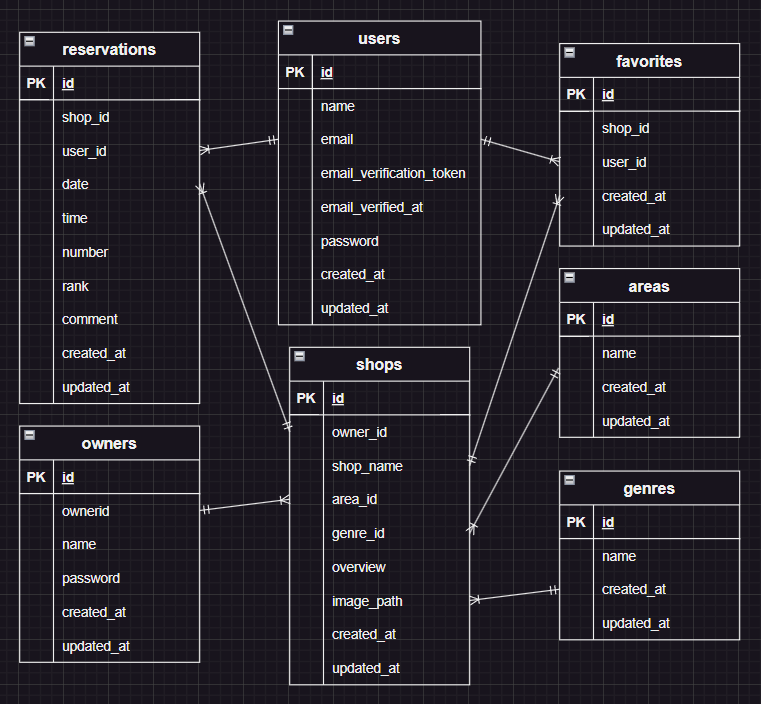 reservations
PK id
shop_id
user_id
date
time
number
rank
comment
created_at
updated_at
users
PK id
name
email
email_verification_token
email_verified_at
password
created_at
updated_at
favorites
PK id
shop_id
user_id
created_at
updated_at
areas
PK id
name
created_at
updated_at
shops
PK id
owner_id
shop_name
area_id
genre_id
overview
image_path
created_at
updated_at
owners
PK id
ownerid
name
password
created_at
updated_at
genres
PK id
name
created_at
updated_at